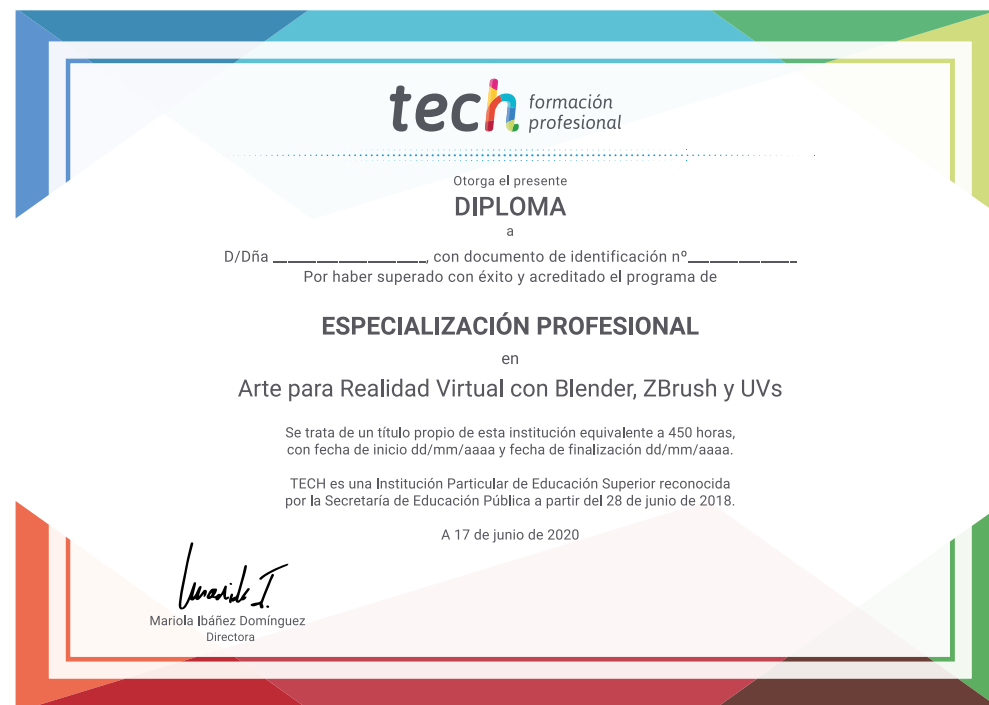 tech formación
profesional
Otorga el presente
DIPLOMA
a
D/Dña ____________________, con documento de identificación nº______________
Por haber superado con éxito y acreditado el programa de
ESPECIALIZACIÓN PROFESIONAL
en
Arte para Realidad Virtual con Blender, ZBrush y UVs
Se trata de un título propio de esta institución equivalente a 450 horas,
con fecha de inicio dd/mm/aaaa y fecha de finalización dd/mm/aaaa.
TECH es una Institución Particular de Educación Superior reconocida
por la Secretaría de Educación Pública a partir del 28 de junio de 2018.
A 17 de junio de 2020
Mariola Ibáñez Domínguez
Directora